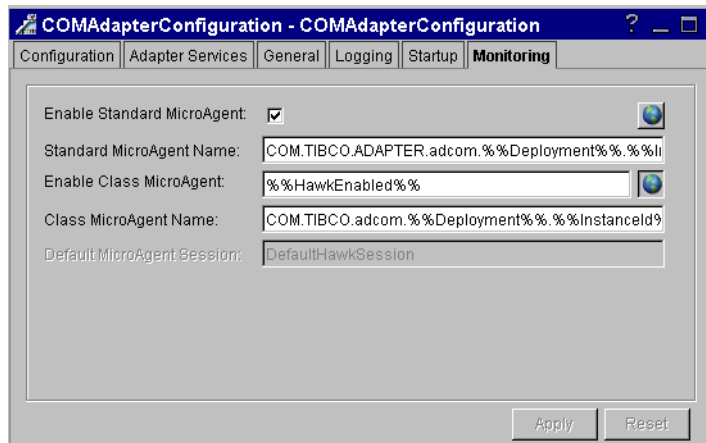 COMAdapterConfiguration - COMAdapterConfiguration
Configuration Adapter Services General Logging Startup Monitoring
Enable Standard MicroAgent:
Standard MicroAgent Name: COM.TIBCO.ADAPTER.adcom.%%Deployment%%.%%I
Enable Class MicroAgent: %%HawkEnabled%%
Class MicroAgent Name: COM.TIBCO.adcom.%%Deployment%%.%%InstanceId%
Default MicroAgent Session: DefaultHawkSession
Apply Reset